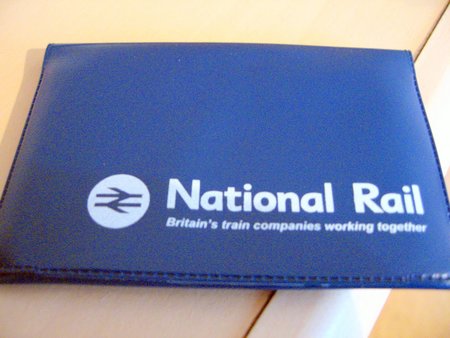 National Rail
Britain's train companies working together